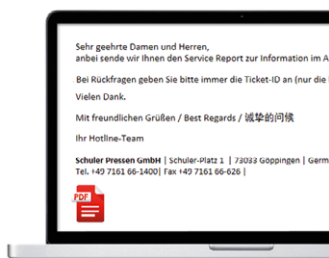 Sehr geehrte Damen und Herren,
anbei sende wir Ihnen den Service Report zur Information im A
Bei Rückfragen geben Sie bitte immer die Ticket-ID an (nur die
Vielen Dank.
Mit freundlichen Grüßen / Best Regards / 诚挚的问候
Ihr Hotline-Team
Schuler Pressen GmbH | Schuler-Platz 1 | 73033 Göppingen | Germ
Tel. +49 7161 66-1400| Fax +49 7161 66-626 |
PDF